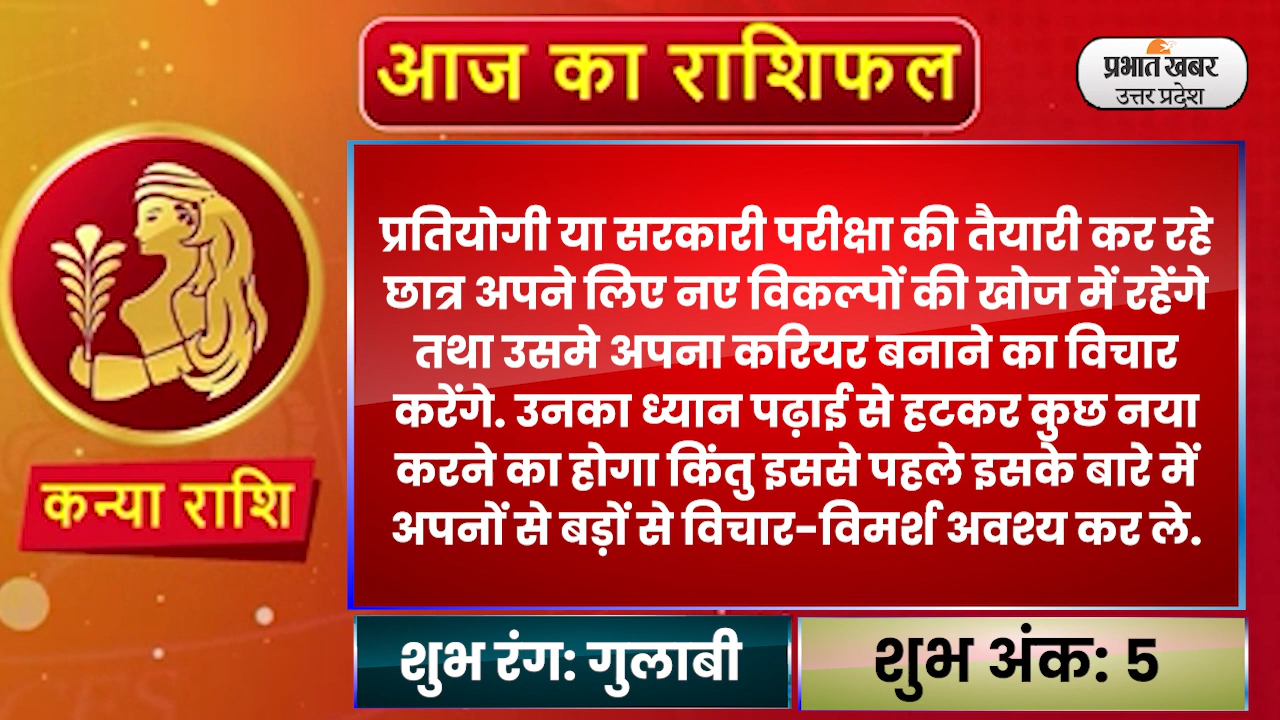 आज का राशिफल
प्रभात खबर
उत्तर प्रदेश
प्रतियोगी या सरकारी परीक्षा की तैयारी कर रहे
छात्र अपने लिए नए विकल्पों की खोज में रहेंगे
तथा उसमे अपना करियर बनाने का विचार
करेंगे. उनका ध्यान पढ़ाई से हटकर कुछ नया
करने का होगा किंतु इससे पहले इसके बारे में
अपनों से बड़ों से विचार-विमर्श अवश्य कर ले.
कन्या राशि
शुभ रंग: गुलाबी
शुभ अंक: 5